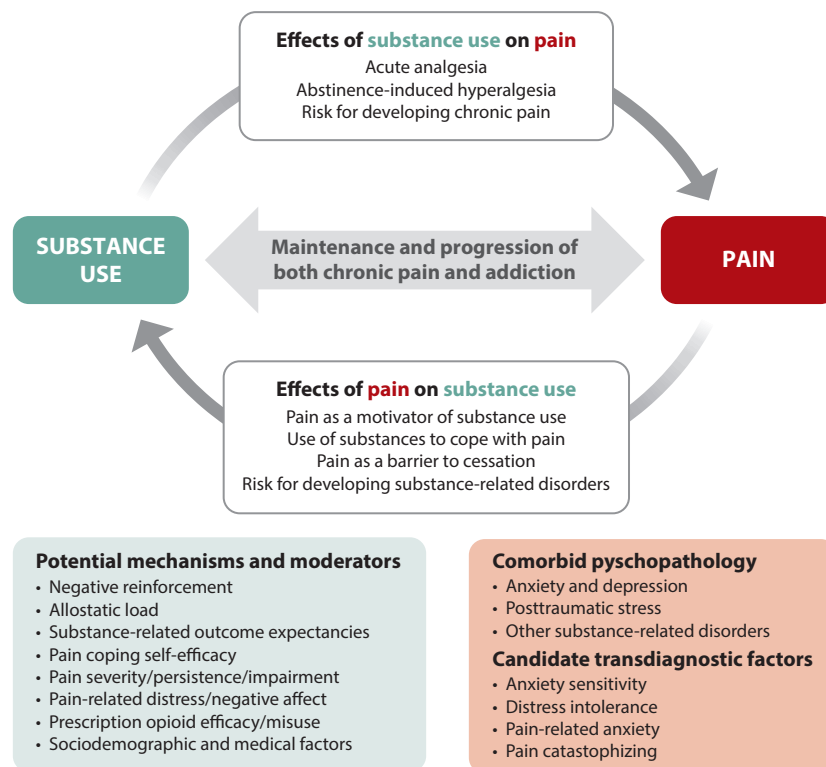 Effects of substance use on pain
Acute analgesia
Abstinence-induced hyperalgesia
Risk for developing chronic pain
SUBSTANCE
USE
Maintenance and progression of
both chronic pain and addiction
PAIN
Effects of pain on substance use
Pain as a motivator of substance use
Use of substances to cope with pain
Pain as a barrier to cessation
Risk for developing substance-related disorders
Potential mechanisms and moderators
• Negative reinforcement
• Allostatic load
• Substance-related outcome expectancies
• Pain coping self-efficacy
• Pain severity/persistence/impairment
• Pain-related distress/negative affect
• Prescription opioid efficacy/misuse
• Sociodemographic and medical factors
Comorbid pyschopathology
• Anxiety and depression
• Posttraumatic stress
• Other substance-related disorders
Candidate transdiagnostic factors
• Anxiety sensitivity
• Distress intolerance
• Pain-related anxiety
• Pain catastophizing